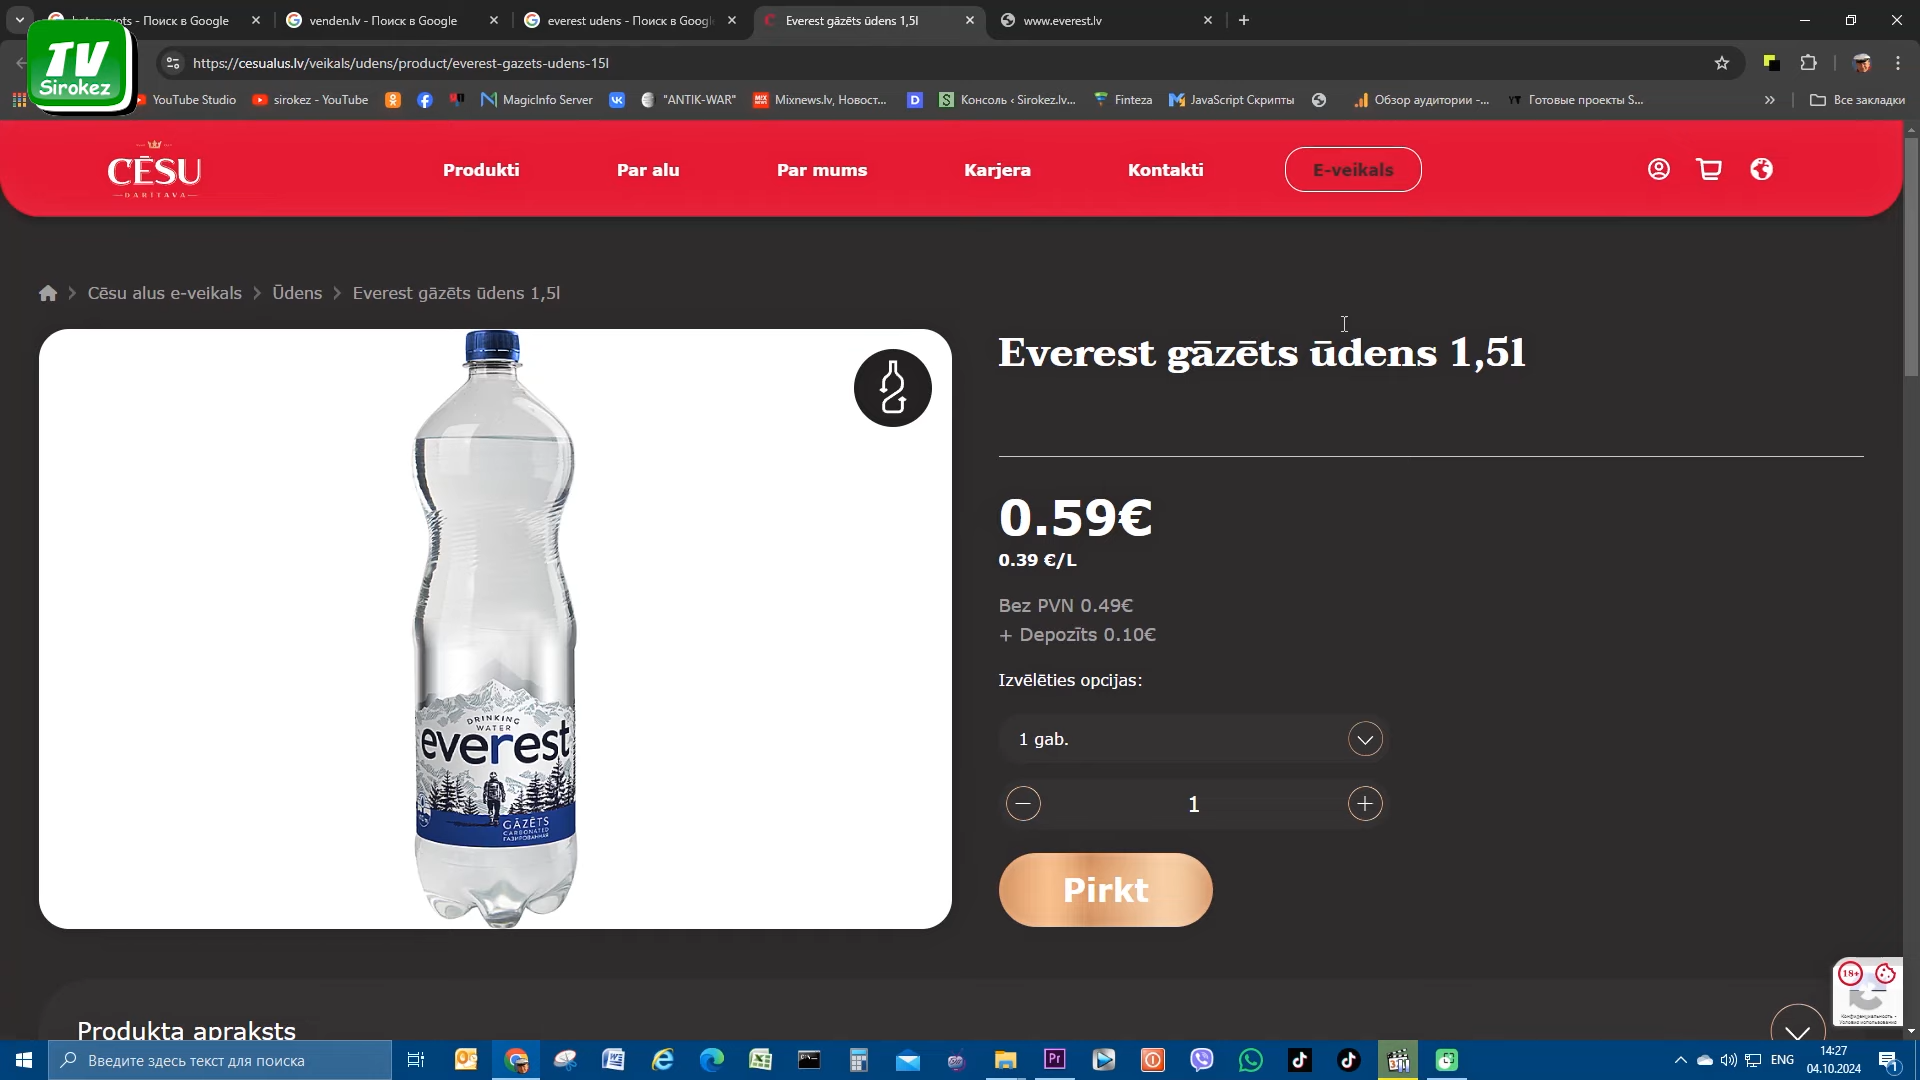 - Поиск в Google
venden.lv - Поиск в Google
everest udens - Поиск в Googl
Everest gāzēts ūdens 1,5l
www.everest.lv
TV
Sirokez
https://cesualus.lv/veikals/udens/product/everest-gazets-udens-15l
YouTube Studio
sirokez - YouTube
MagicInfo Server
"ANTIK-WAR"
Mixnews.lv, Новост...
Консоль ‹ Sirokez.lv...
Finteza
JavaScript Скрипты
Обзор аудитории -...
Готовые проекты S...
Все закладки
CĒSU
DARĪTAVA
Produkti
Par alu
Par mums
Karjera
Kontakti
E-veikals
Cēsu alus e-veikals
Ūdens
Everest gāzēts ūdens 1,5l
Everest gāzēts ūdens 1,5l
0.59€
0.39 €/L
Bez PVN 0.49€
+ Depozīts 0.10€
Izvēlēties opcijas:
1 gab.
1
Pirkt
DRINKING
WATER
everest
GĀZĒTS
CARBONATED
ГАЗИРОВАННАЯ
18+
Конфиденциальность -
Условия использования
Produkta apraksts
Введите здесь текст для поиска
ENG
14:27
04.10.2024